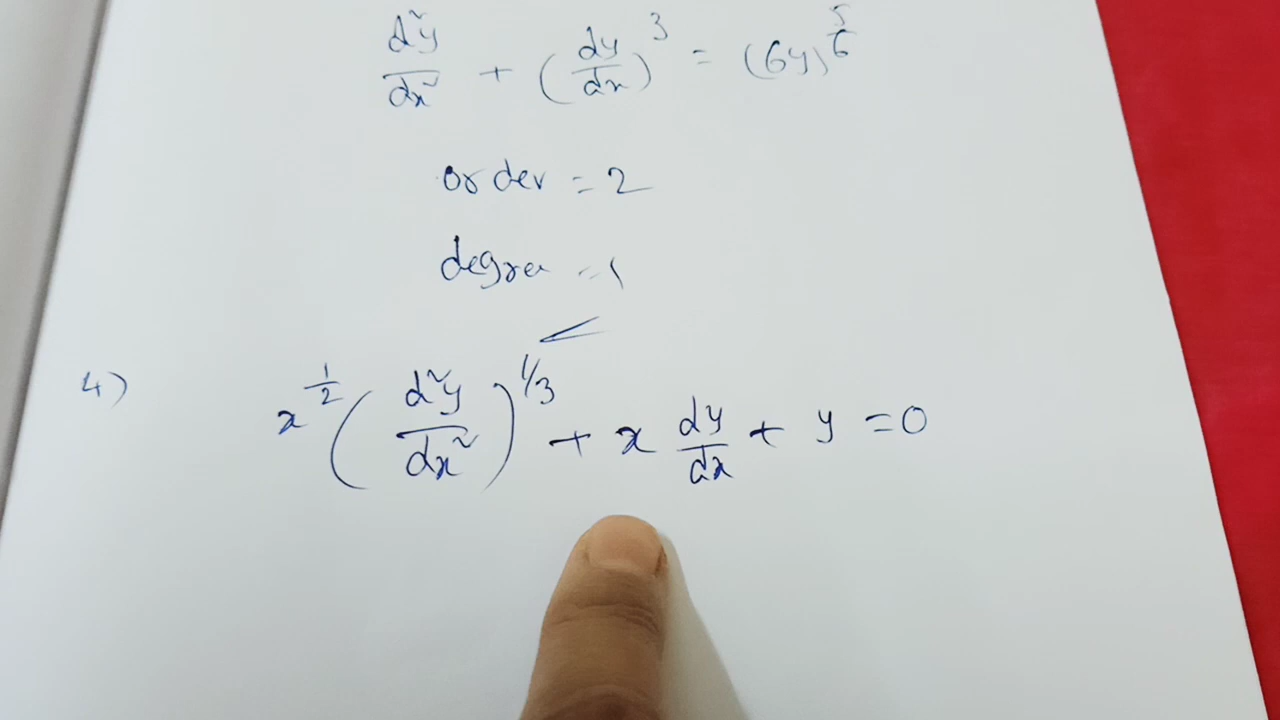 d²y/dx² + (dy/dx)³ = (6y)^5/6
order = 2
degree = 1
4) x^1/2 (d²y/dx²)^1/3 + x dy/dx + y = 0